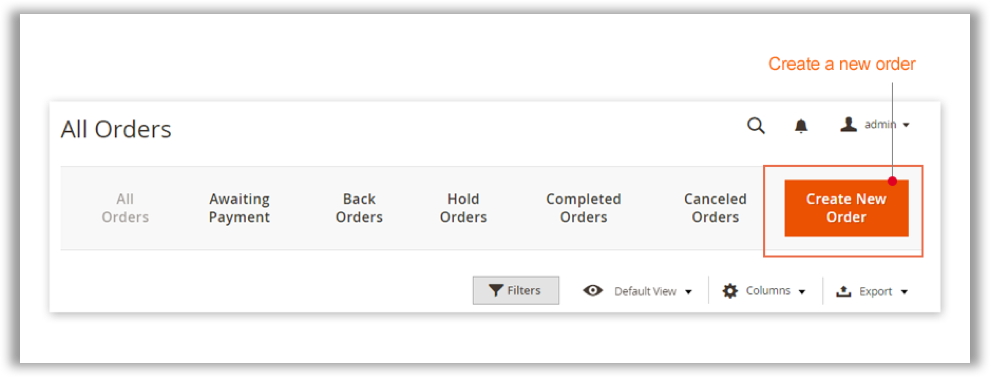 Create a new order
All Orders
admin
All
Orders
Awaiting
Payment
Back
Orders
Hold
Orders
Completed
Orders
Canceled
Orders
Create New
Order
Filters
Default View
Columns
Export